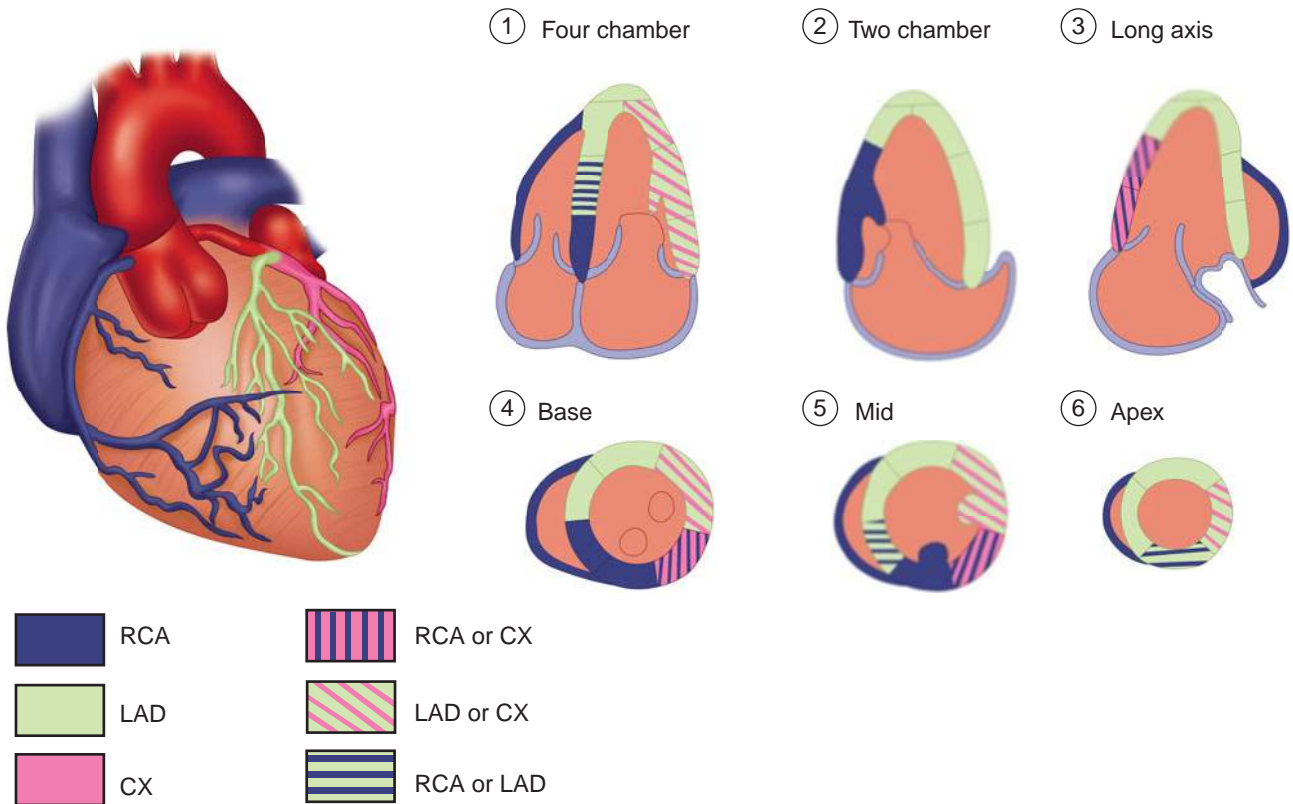 1 Four chamber
2 Two chamber
3 Long axis
4 Base
5 Mid
6 Apex
RCA
RCA or CX
LAD
LAD or CX
CX
RCA or LAD